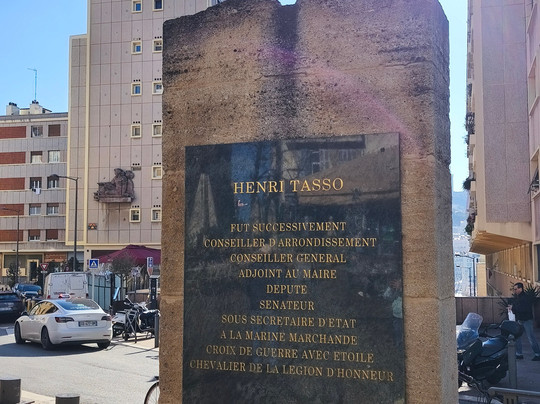 HENRI TASSO
FUT SUCCESSIVEMENT
CONSEILLER D'ARRONDISSEMENT
CONSEILLER GENERAL
ADJOINT AU MAIRE
DEPUTE
SENATEUR
SOUS SECRETAIRE D'ETAT
A LA MARINE MARCHANDE
CROIX DE GUERRE AVEC ETOILE
CHEVALIER DE LA LEGION D'HONNEUR